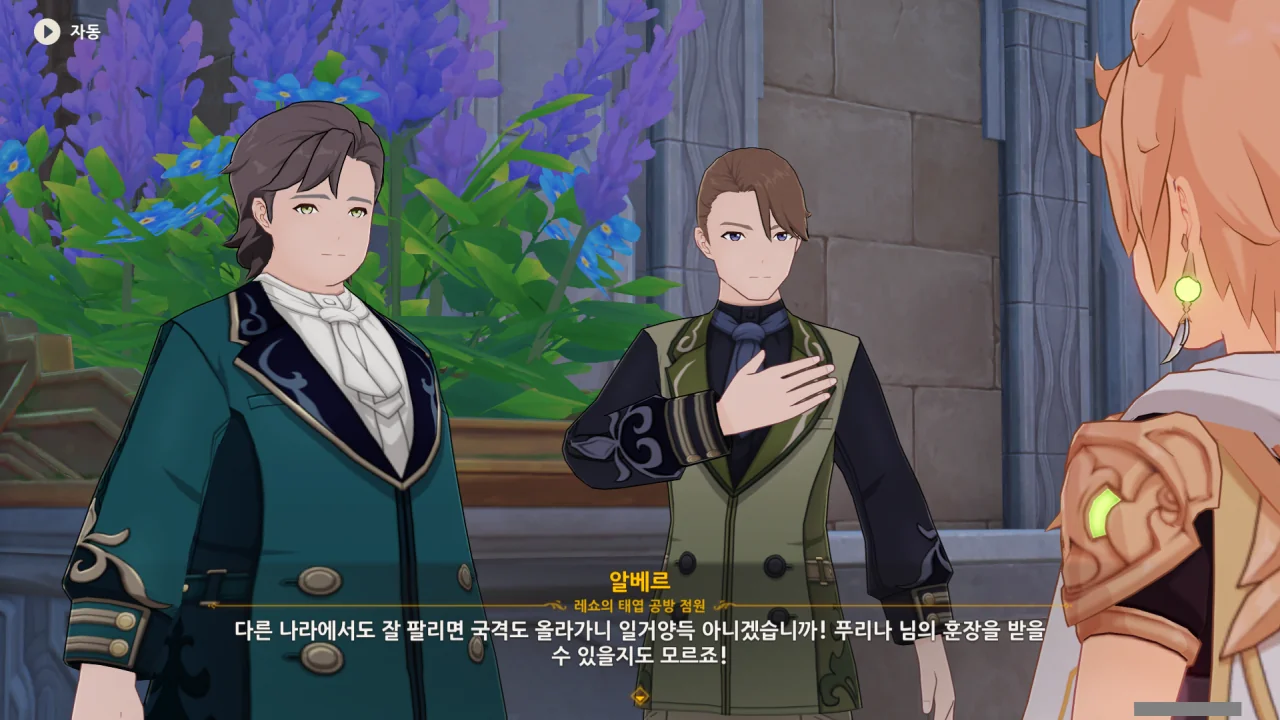 자동
알베르
레쇼의 태엽 공방 점원
다른 나라에서도 잘 팔리면 국격도 올라가니 일거양득 아니겠습니까! 푸리나 님의 훈장을 받을
수 있을지도 모르죠!